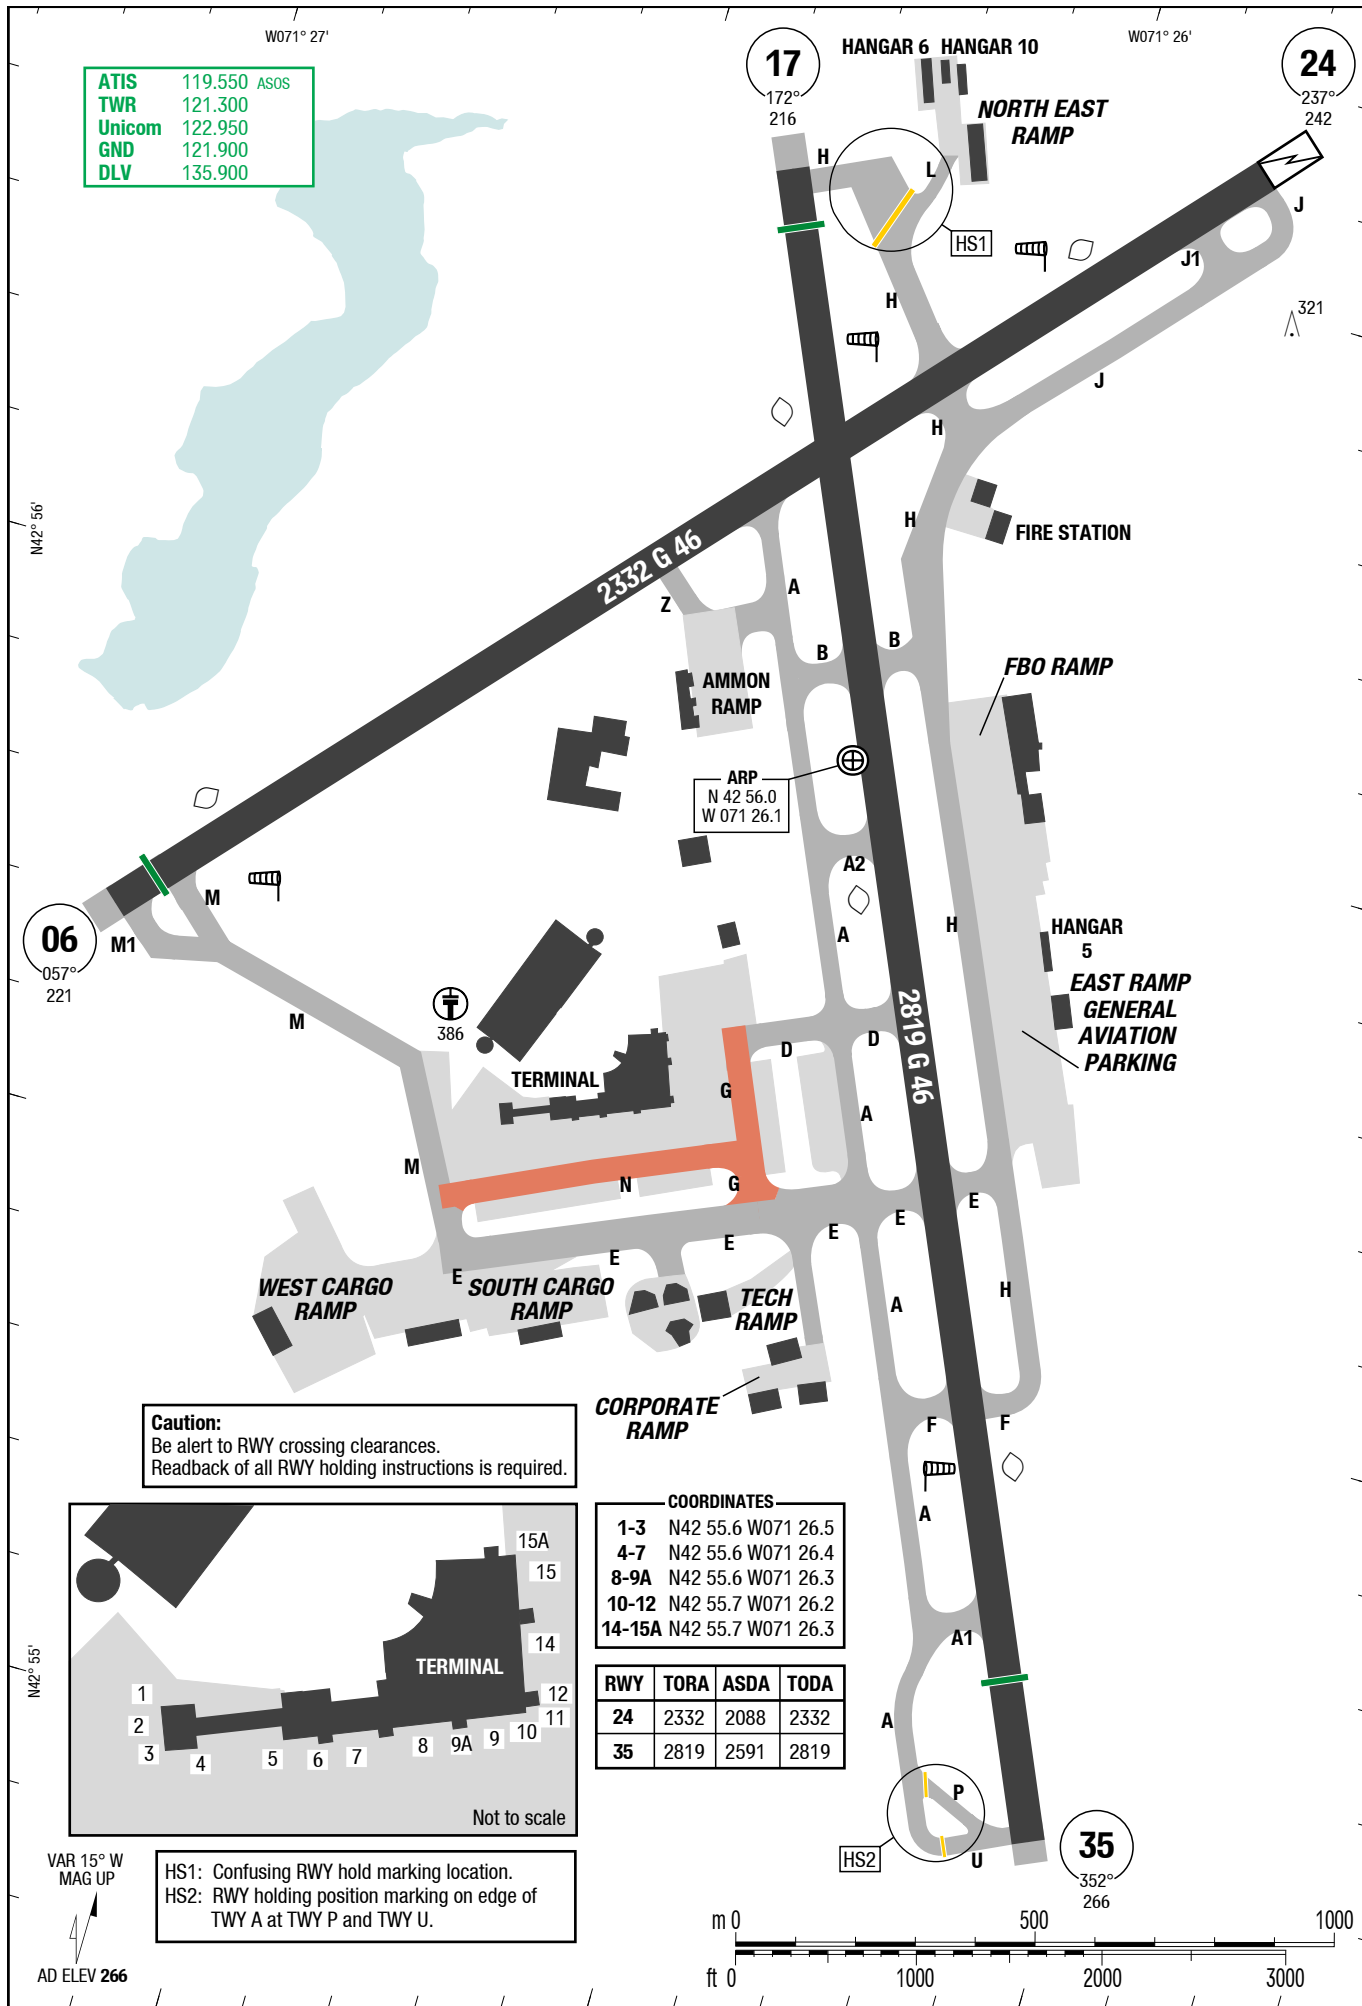 W071° 27'
W071° 26'
ATIS 119.550 ASOS
TWR 121.300
Unicom 122.950
GND 121.900
DLV 135.900
17
172°
216
HANGAR 6 HANGAR 10
24
237°
242
NORTH EAST
RAMP
H
L
HS1
J
J1
H
321
J
H
N42° 56'
H
FIRE STATION
2332 G 46
Z
A
B
B
FBO RAMP
AMMON
RAMP
ARP
N 42 56.0
W 071 26.1
A2
M
A
H
HANGAR
5
06
057°
221
M1
EAST RAMP
GENERAL
AVIATION
PARKING
M
386
2819 G 46
D
D
TERMINAL
G
A
M
N
G
E
E
E
E
E
E
WEST CARGO
RAMP
SOUTH CARGO
RAMP
TECH
RAMP
A
H
CORPORATE
RAMP
F
F
Caution:
Be alert to RWY crossing clearances.
Readback of all RWY holding instructions is required.
A
COORDINATES
1-3 N42 55.6 W071 26.5
4-7 N42 55.6 W071 26.4
8-9A N42 55.6 W071 26.3
10-12 N42 55.7 W071 26.2
14-15A N42 55.7 W071 26.3
15A
15
14
TERMINAL
1
2
3
4
5
6
7
8
9A
9
10
11
12
Not to scale
N42° 55'
A1
RWY TORA ASDA TODA
24 2332 2088 2332
35 2819 2591 2819
A
P
HS2
U
35
352°
266
VAR 15° W
MAG UP
AD ELEV 266
HS1: Confusing RWY hold marking location.
HS2: RWY holding position marking on edge of
TWY A at TWY P and TWY U.
m 0 500 1000
ft 0 1000 2000 3000